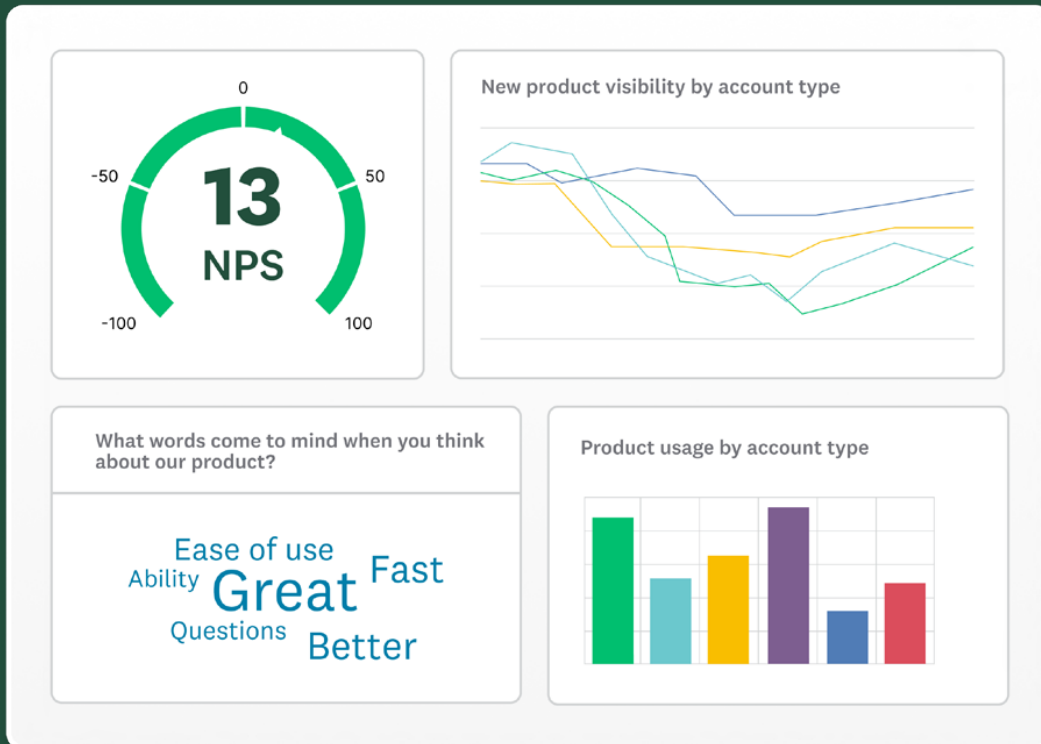 0
-50
50
13
NPS
-100
100
New product visibility by account type
What words come to mind when you think
about our product?
Ease of use
Fast
Ability
Great
Questions
Better
Product usage by account type